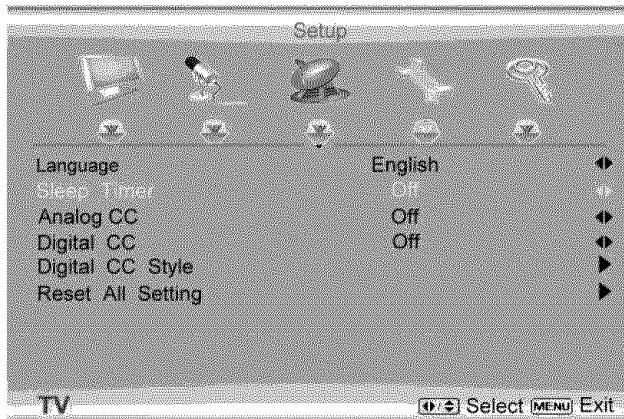 Setup
Language English
Sleep Timer Off
Analog CC Off
Digital CC Off
Digital CC Style
Reset All Setting
TV Select MENU Exit